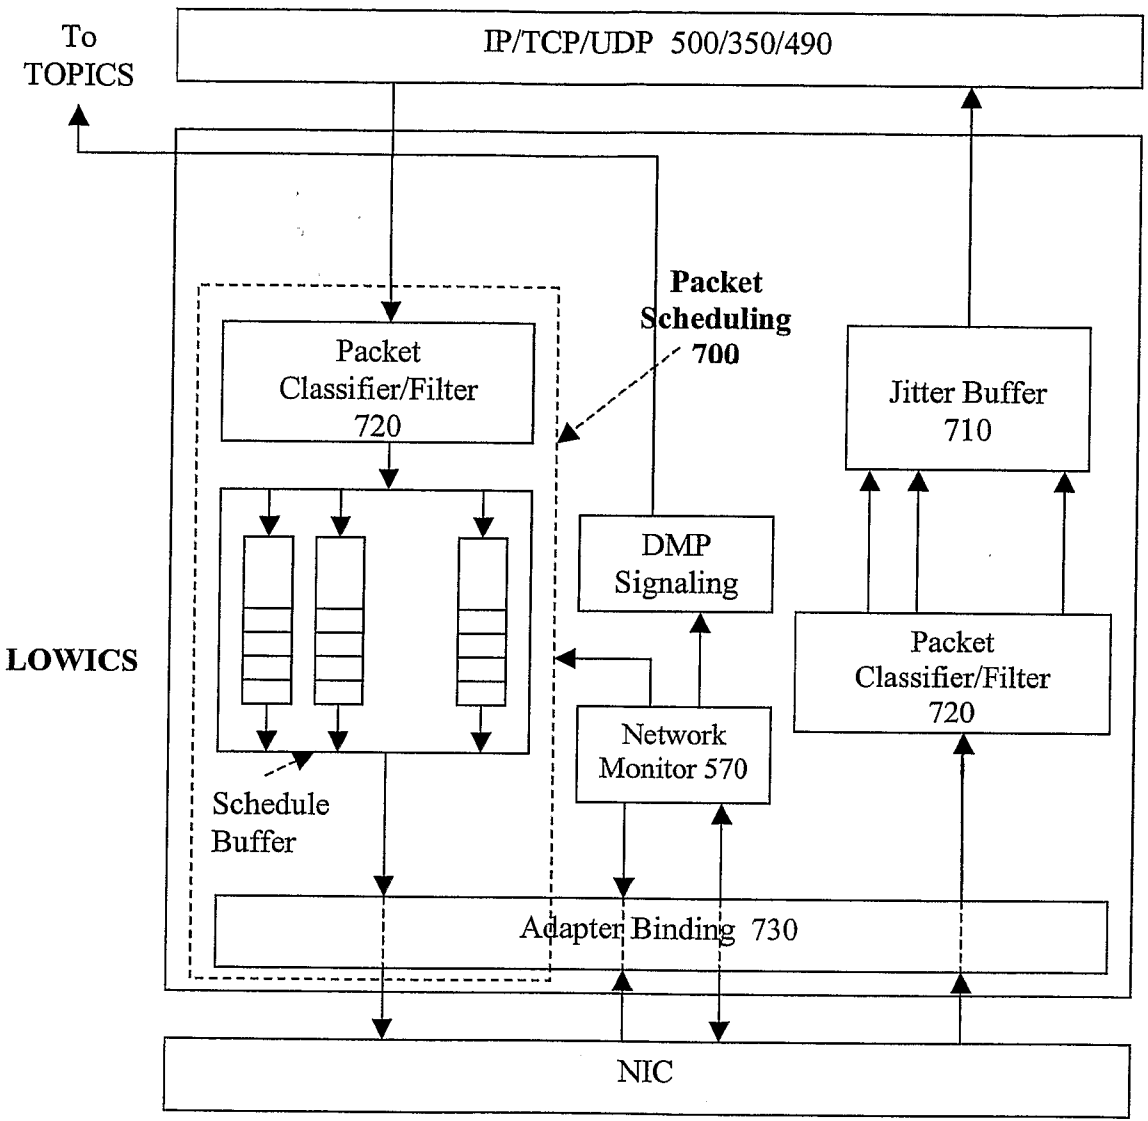 To
TOPICS
IP/TCP/UDP 500/350/490
Packet
Scheduling
700
Packet
Classifier/Filter
720
Jitter Buffer
710
DMP
Signaling
LOWICS
Packet
Classifier/Filter
720
Network
Monitor 570
Schedule
Buffer
Adapter Binding 730
NIC